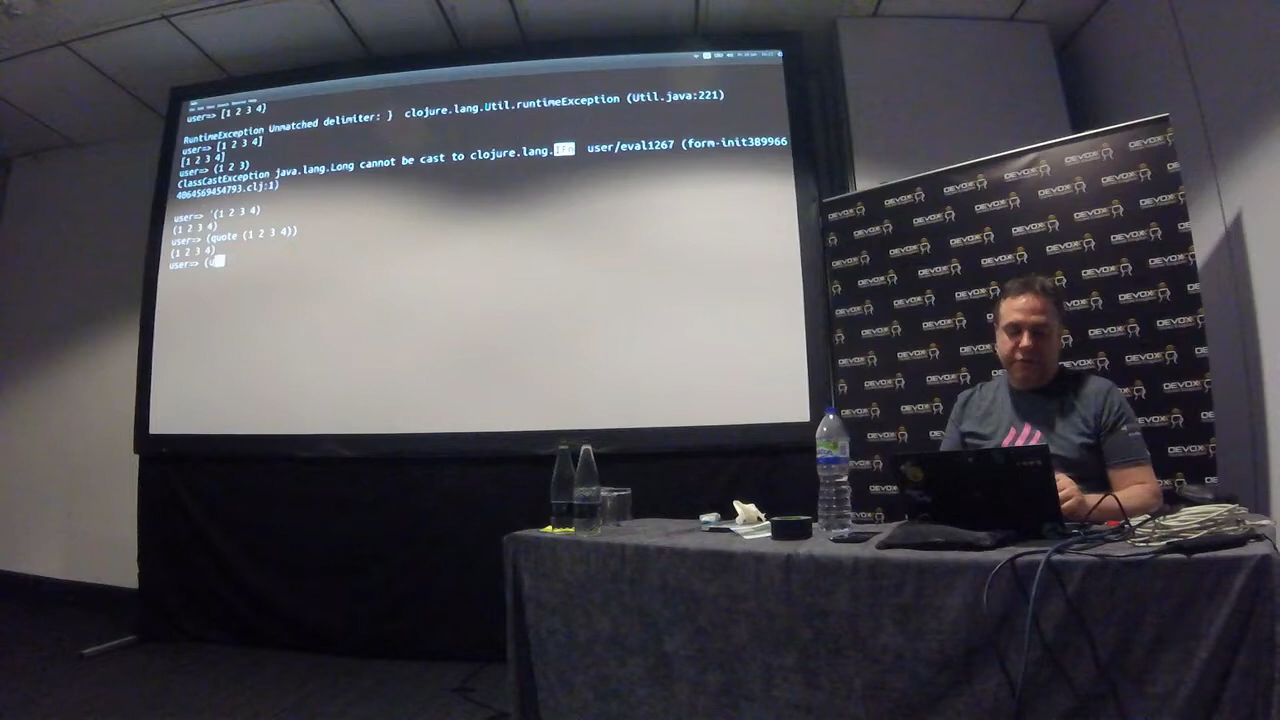 user=> [1 2 3 4}
RuntimeException Unmatched delimiter: }  clojure.lang.Util.runtimeException (Util.java:221)
user=> [1 2 3 4]
[1 2 3 4]
user=> (1 2 3)
ClassCastException java.lang.Long cannot be cast to clojure.lang.IFn  user/eval1267 (form-init389966
4064569454793.clj:1)
user=> '(1 2 3 4)
(1 2 3 4)
user=> (quote (1 2 3 4))
(1 2 3 4)
user=> (u
DEVOXX